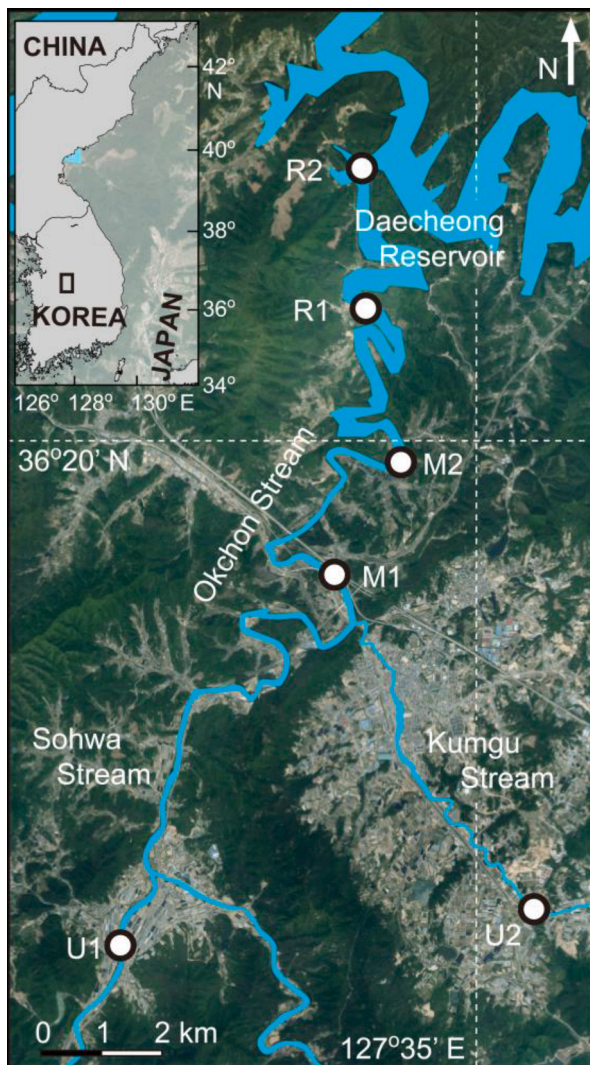 CHINA
42°
N
N
40°
R2
Daecheong
Reservoir
38°
R1
36°
KOREA
JAPAN
34°
126° 128° 130° E
36°20' N
M2
Okchon Stream
M1
Sohwa
Stream
Kumgu
Stream
U2
U1
0 1 2 km
127°35' E